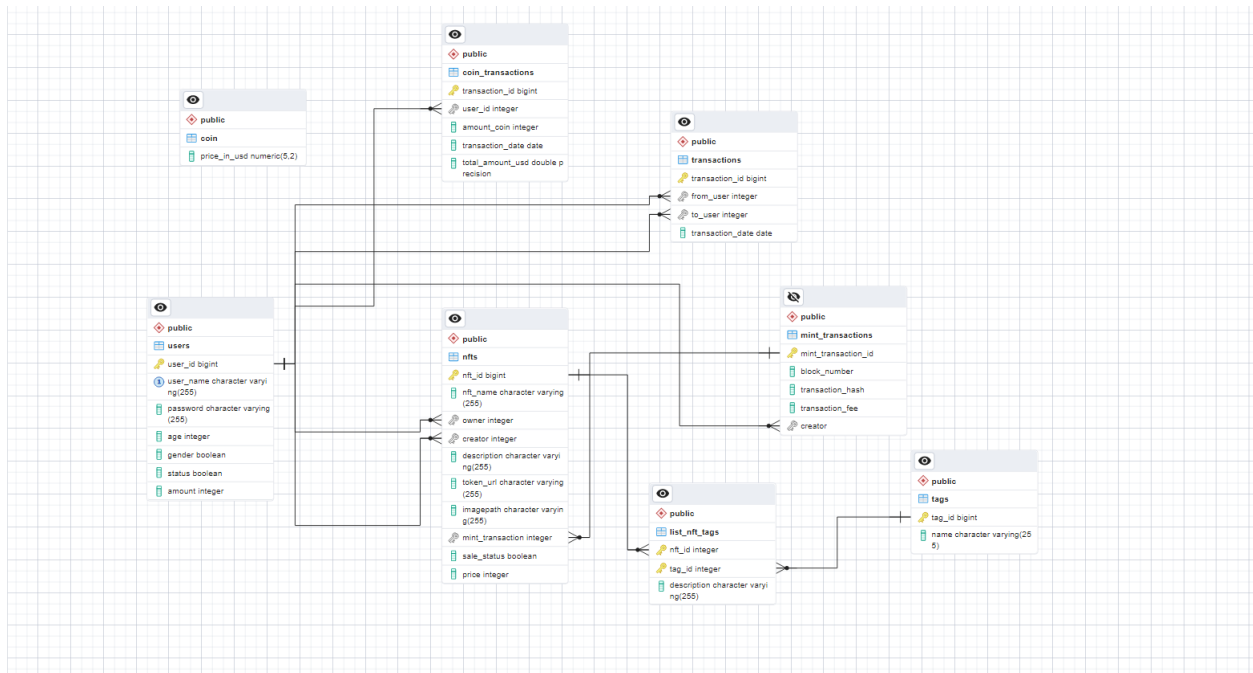 public
coin
price_in_usd numeric(5,2)
public
coin_transactions
transaction_id bigint
user_id integer
amount_coin integer
transaction_date date
total_amount_usd double p
recision
public
transactions
transaction_id bigint
from_user integer
to_user integer
transaction_date date
public
users
user_id bigint
1
user_name character varyi
ng(255)
password character varying
(255)
age integer
gender boolean
status boolean
amount integer
public
nfts
nft_id bigint
nft_name character varying
(255)
owner integer
creator integer
description character varyi
ng(255)
token_url character varying
(255)
imagepath character varyin
g(255)
mint_transaction integer
sale_status boolean
price integer
public
mint_transactions
mint_transaction_id
block_number
transaction_hash
transaction_fee
creator
public
list_nft_tags
nft_id integer
tag_id integer
description character varyi
ng(255)
public
tags
tag_id bigint
name character varying(25
5)